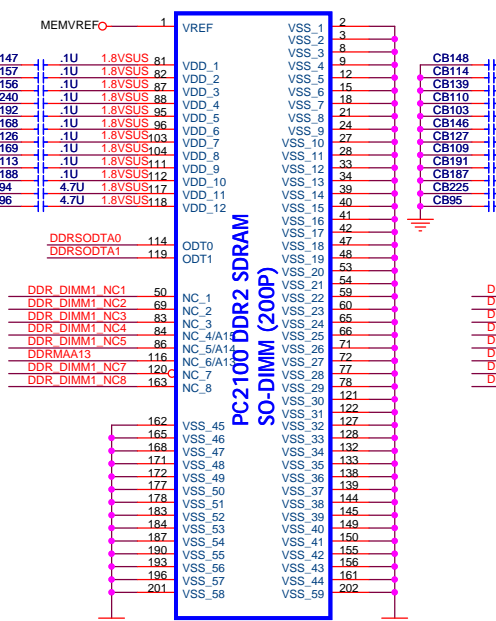 MEMVREF 1 VREF
147 .1U 1.8VSUS 81 VDD_1
157 .1U 1.8VSUS 82 VDD_2
156 .1U 1.8VSUS 87 VDD_3
240 .1U 1.8VSUS 88 VDD_4
192 .1U 1.8VSUS 95 VDD_5
168 .1U 1.8VSUS 96 VDD_6
126 .1U 1.8VSUS 103 VDD_7
169 .1U 1.8VSUS 104 VDD_8
113 .1U 1.8VSUS 111 VDD_9
188 .1U 1.8VSUS 112 VDD_10
94 4.7U 1.8VSUS 117 VDD_11
96 4.7U 1.8VSUS 118 VDD_12
DDRSODTA0 114 ODT0
DDRSODTA1 119 ODT1
DDR_DIMM1_NC1 50 NC_1
DDR_DIMM1_NC2 69 NC_2
DDR_DIMM1_NC3 83 NC_3
DDR_DIMM1_NC4 84 NC_4/A15
DDR_DIMM1_NC5 86 NC_5/A14
DDRMAA13 116 NC_6/A13
DDR_DIMM1_NC7 120 NC_7
DDR_DIMM1_NC8 163 NC_8
162 VSS_45
165 VSS_46
168 VSS_47
171 VSS_48
172 VSS_49
177 VSS_50
178 VSS_51
183 VSS_52
184 VSS_53
187 VSS_54
190 VSS_55
193 VSS_56
196 VSS_57
201 VSS_58
PC2100 DDR2 SDRAM
SO-DIMM (200P)
VSS_1 2
VSS_2 3
VSS_3 8
VSS_4 9
VSS_5 12
VSS_6 15
VSS_7 18
VSS_8 21
VSS_9 24
VSS_10 27
VSS_11 28
VSS_12 33
VSS_13 34
VSS_14 39
VSS_15 40
VSS_16 41
VSS_17 42
VSS_18 47
VSS_19 48
VSS_20 53
VSS_21 54
VSS_22 59
VSS_23 60
VSS_24 65
VSS_25 66
VSS_26 71
VSS_27 72
VSS_28 77
VSS_29 78
VSS_30 121
VSS_31 122
VSS_32 127
VSS_33 128
VSS_34 132
VSS_35 133
VSS_36 138
VSS_37 139
VSS_38 144
VSS_39 145
VSS_40 149
VSS_41 150
VSS_42 155
VSS_43 156
VSS_44 161
VSS_59 202
CB148
CB114
CB139
CB110
CB103
CB146
CB127
CB109
CB191
CB187
CB225
CB95
D
D
D
D
D
D
D
D